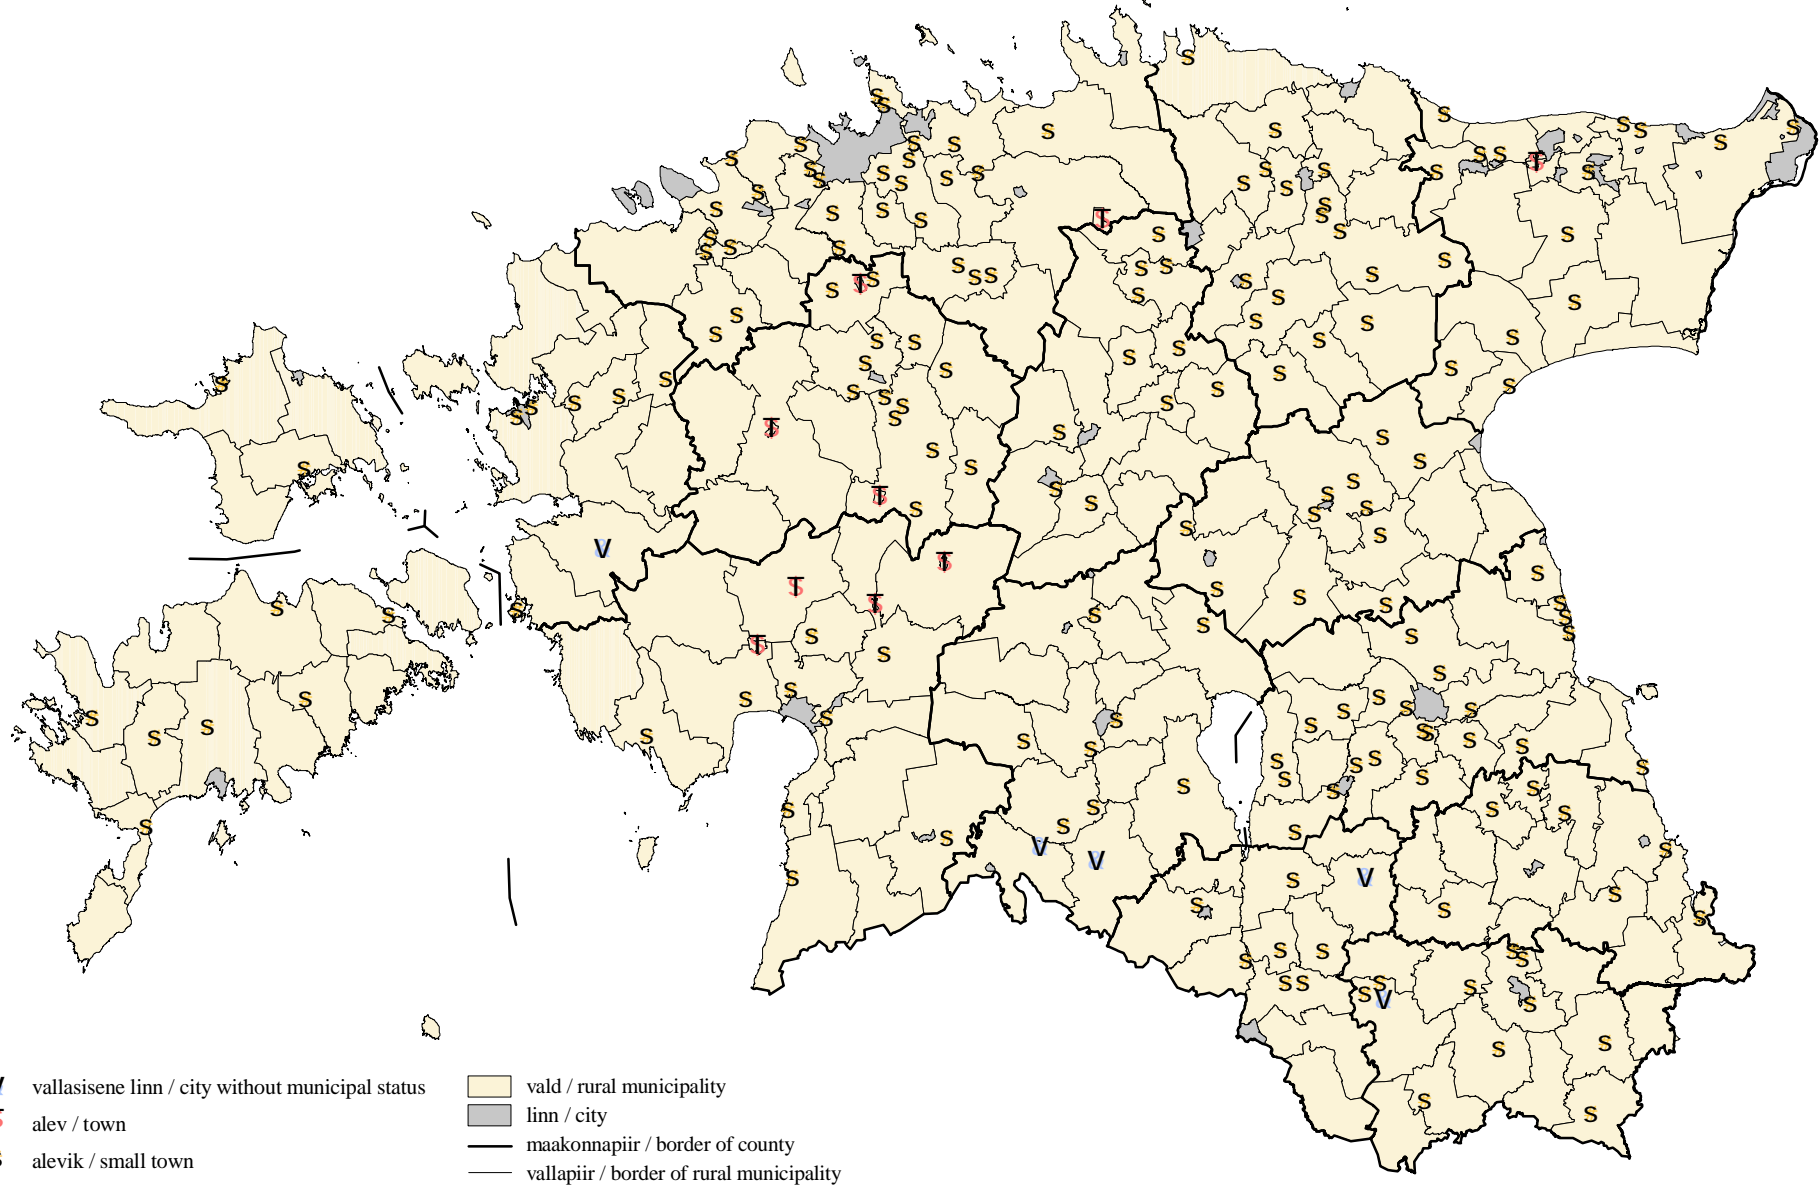 V vallasisene linn / city without municipal status
T alev / town
S alevik / small town
vald / rural municipality
linn / city
maakonnapiir / border of county
vallapiir / border of rural municipality